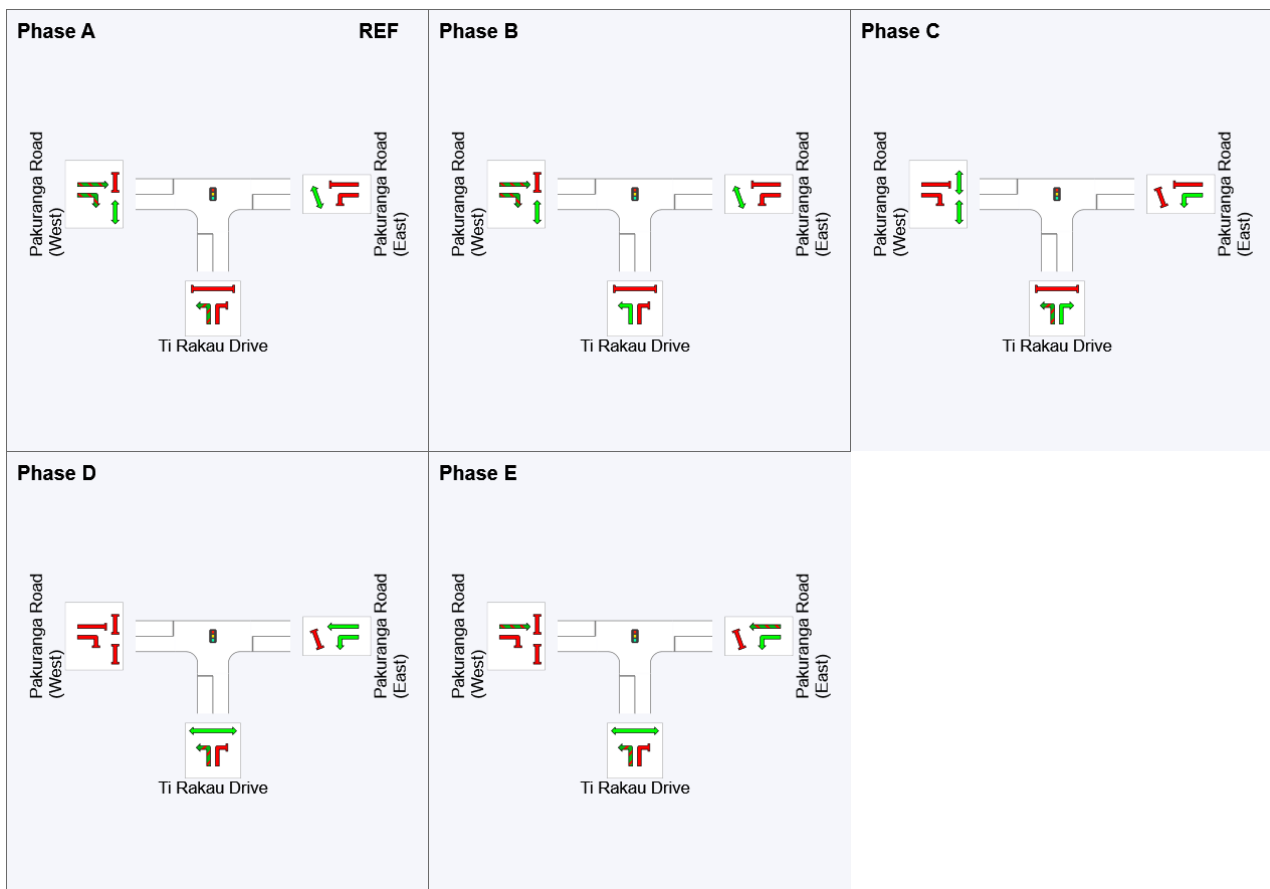 Phase A
REF
Pakuranga Road
(West)
Pakuranga Road
(East)
Ti Rakau Drive
Phase B
Pakuranga Road
(West)
Pakuranga Road
(East)
Ti Rakau Drive
Phase C
Pakuranga Road
(West)
Pakuranga Road
(East)
Ti Rakau Drive
Phase D
Pakuranga Road
(West)
Pakuranga Road
(East)
Ti Rakau Drive
Phase E
Pakuranga Road
(West)
Pakuranga Road
(East)
Ti Rakau Drive